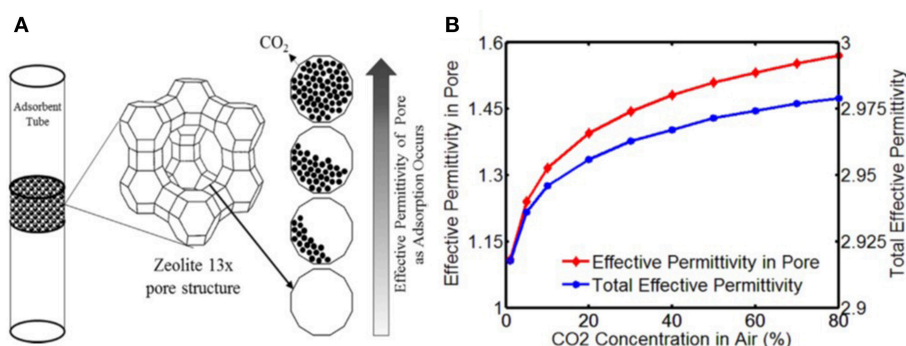 A
CO2
Adsorbent
Tube
Zeolite 13x
pore structure
Effective Permittivity of Pore
as Adsorption Occurs
B
Effective Permittivity in Pore
1.6
1.45
1.3
1.15
1
3
2.975
2.95
2.925
2.9
Total Effective Permittivity
Effective Permittivity in Pore
Total Effective Permittivity
0 20 40 60 80
CO2 Concentration in Air (%)